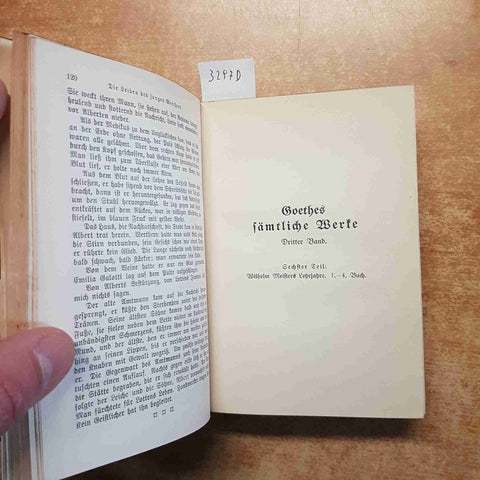 120
Die Leiden des jungen Werthers
Sie weckt ihren Mann, sie stehen auf, der Bediente bringt
heulend und stotternd die Nachricht, Lotte sinkt ohnmächtig
vor Alberten nieder.
Als der Medikus zu dem Unglücklichen kam, fand er ihn
an der Erde ohne Rettung, der Puls schlug, die Glieder
waren alle gelähmt. Über dem rechten Auge hatte er sich
durch den Kopf geschossen, das Gehirn war herausgetrieben.
Man ließ ihm zum Überflusse eine Ader am Arme, das
Blut lief, er holte noch immer Atem.
Aus dem Blut auf der Lehne des Sessels konnte man
schließen, er habe sitzend vor dem Schreibtische die Tat voll-
bracht, dann ist er heruntergesunken, hat sich konvulsivisch
um den Stuhl herumgewälzt. Er lag gegen das Fenster
entkräftet auf dem Rücken, war in völliger Kleidung, ge-
stiefelt, im blauen Frack mit gelber Weste.
Das Haus, die Nachbarschaft, die Stadt kam in Aufruhr.
Albert trat herein. Werthern hatte man auf das Bett gelegt,
die Stirn verbunden, sein Gesicht schon wie eines Toten,
er rührte kein Glied. Die Lunge röchelte noch fürchterlich,
bald schwach, bald stärker; man erwartete sein Ende.
Von dem Weine hatte er nur ein Glas getrunken.
Emilia Galotti lag auf dem Pulte aufgeschlagen.
Von Alberts Bestürzung, von Lottens Jammer laßt
mich nichts sagen.
Der alte Amtmann kam auf die Nachricht herein-
gesprengt, er küßte den Sterbenden unter den heißesten
Tränen. Seine ältesten Söhne kamen bald nach ihm zu
Fuße, sie fielen neben dem Bette nieder im Ausdrucke des
unbändigsten Schmerzens, küßten ihm die Hände und den
Mund, und der älteste, den er immer am meisten geliebt,
hing an seinen Lippen, bis er verschieden war und man
den Knaben mit Gewalt wegriß. Um zwölfe mittags starb
er. Die Gegenwart des Amtmanns und seine Anstalten
tuschten einen Auflauf. Nachts gegen eilfe ließ er ihn an
die Stätte begraben, die er sich erwählt hatte. Der Alte
folgte der Leiche und die Söhne, Albert vermocht's nicht.
Man fürchtete für Lottens Leben. Handwerker trugen ihn.
Kein Geistlicher hat ihn begleitet.
3297D
Goethes
sämtliche Werke
Dritter Band.
Sechster Teil:
Wilhelm Meisters Lehrjahre. 1.—4. Buch.